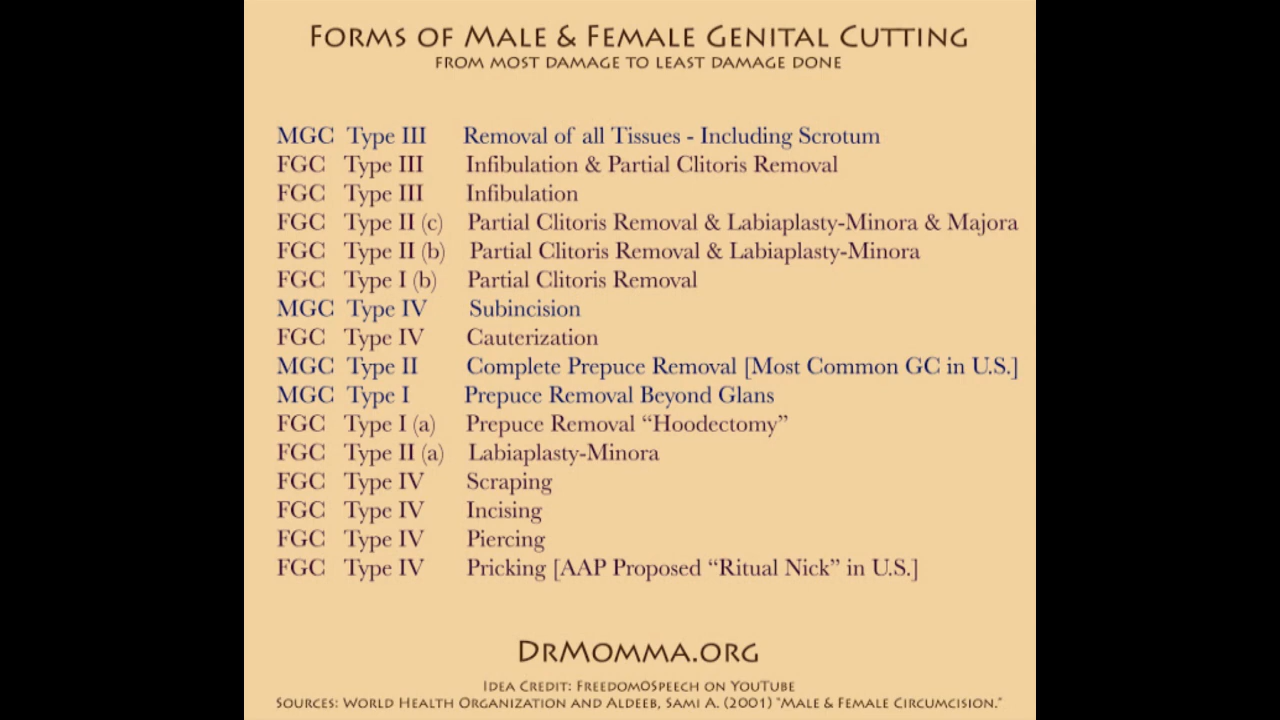 Forms of Male & Female Genital Cutting
from most damage to least damage done
MGC Type III Removal of all Tissues - Including Scrotum
FGC Type III Infibulation & Partial Clitoris Removal
FGC Type III Infibulation
FGC Type II (c) Partial Clitoris Removal & Labiaplasty-Minora & Majora
FGC Type II (b) Partial Clitoris Removal & Labiaplasty-Minora
FGC Type I (b) Partial Clitoris Removal
MGC Type IV Subincision
FGC Type IV Cauterization
MGC Type II Complete Prepuce Removal [Most Common GC in U.S.]
MGC Type I Prepuce Removal Beyond Glans
FGC Type I (a) Prepuce Removal “Hoodectomy”
FGC Type II (a) Labiaplasty-Minora
FGC Type IV Scraping
FGC Type IV Incising
FGC Type IV Piercing
FGC Type IV Pricking [AAP Proposed “Ritual Nick” in U.S.]
DrMomma.org
Idea Credit: FreedomOSpeech on YouTube
Sources: World Health Organization and Aldeeb, Sami A. (2001) "Male & Female Circumcision."